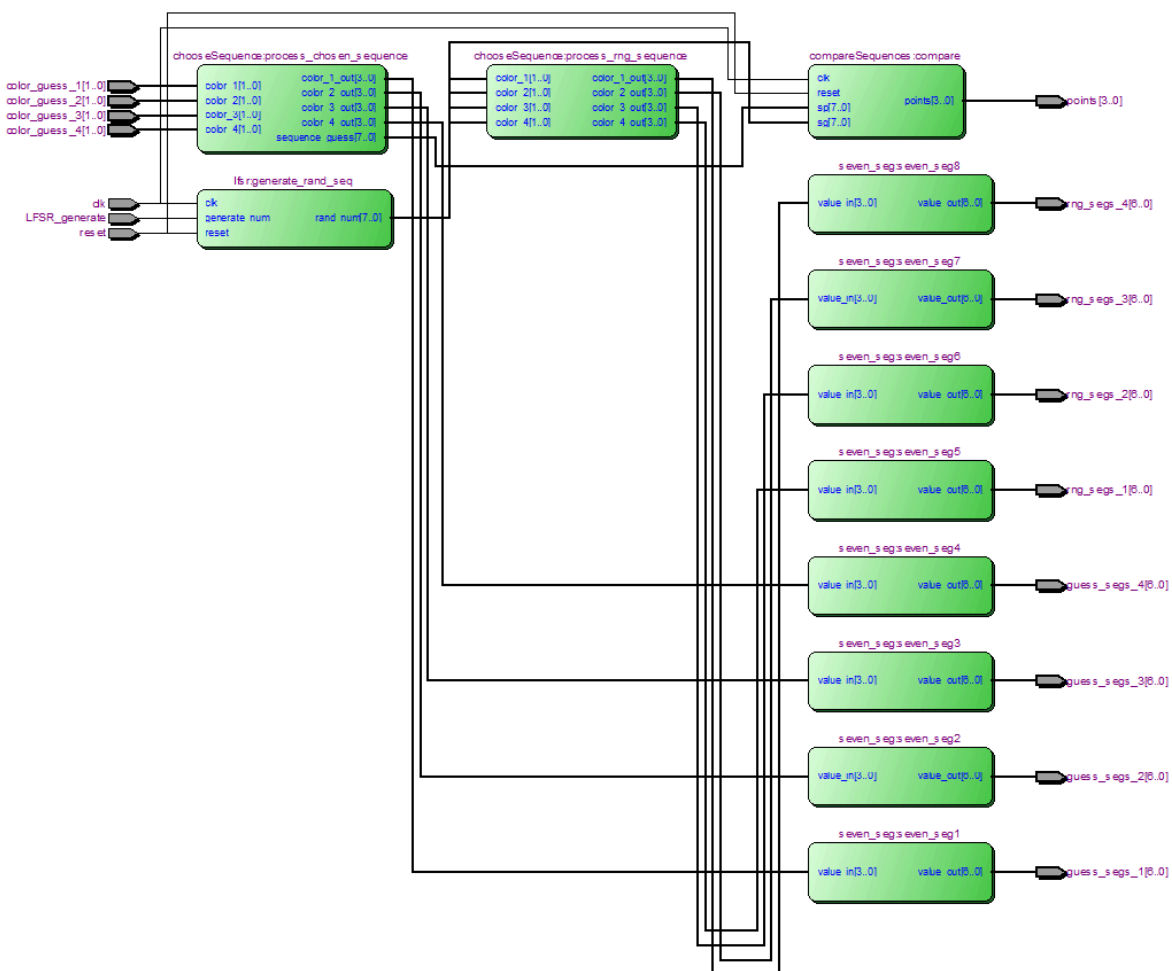 chooseSequence:process_chosen_sequence
color_guess_1[1..0]
color_guess_2[1..0]
color_guess_3[1..0]
color_guess_4[1..0]
color_1[1..0]
color_2[1..0]
color_3[1..0]
color_4[1..0]
color_1_out[3..0]
color_2_out[3..0]
color_3_out[3..0]
color_4_out[3..0]
sequence_guess[7..0]
chooseSequence:process_rng_sequence
color_1[1..0]
color_2[1..0]
color_3[1..0]
color_4[1..0]
color_1_out[3..0]
color_2_out[3..0]
color_3_out[3..0]
color_4_out[3..0]
compareSequences:compare
clk
reset
sp[7..0]
sg[7..0]
points[3..0]
points[3..0]
lfsr:generate_rand_seq
clk
LFSR_generate
reset
clk
generate_num
reset
rand_num[7..0]
seven_seg:seven_seg8
value_in[3..0] value_out[6..0]
rng_segs_4[6..0]
seven_seg:seven_seg7
value_in[3..0] value_out[6..0]
rng_segs_3[6..0]
seven_seg:seven_seg6
value_in[3..0] value_out[6..0]
rng_segs_2[6..0]
seven_seg:seven_seg5
value_in[3..0] value_out[6..0]
rng_segs_1[6..0]
seven_seg:seven_seg4
value_in[3..0] value_out[6..0]
guess_segs_4[6..0]
seven_seg:seven_seg3
value_in[3..0] value_out[6..0]
guess_segs_3[6..0]
seven_seg:seven_seg2
value_in[3..0] value_out[6..0]
guess_segs_2[6..0]
seven_seg:seven_seg1
value_in[3..0] value_out[6..0]
guess_segs_1[6..0]